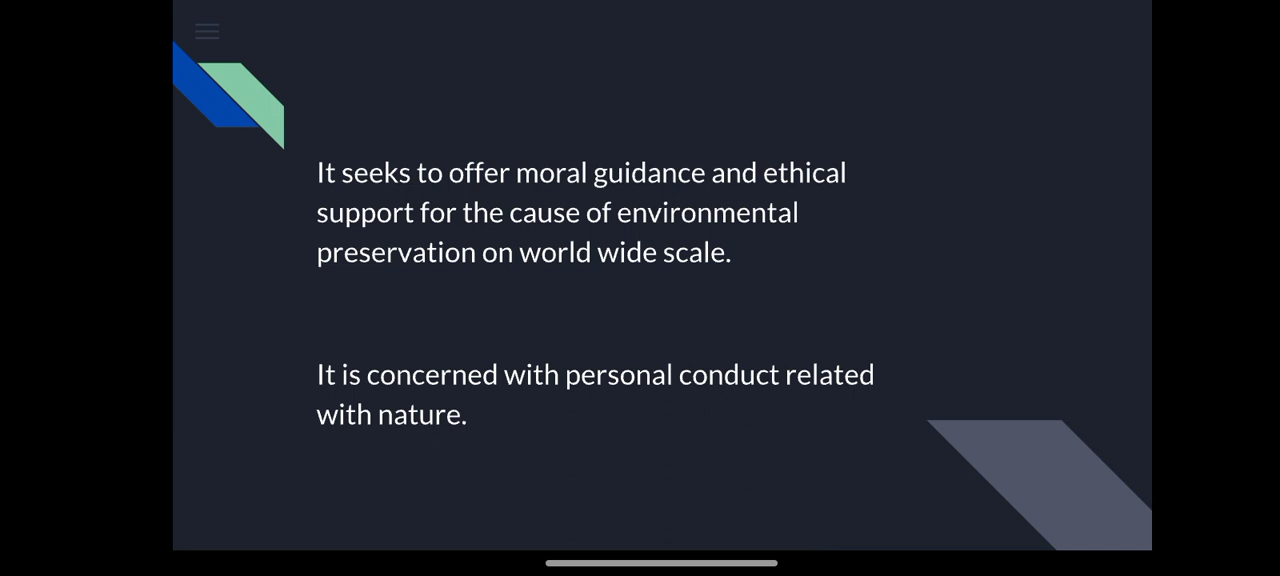 It seeks to offer moral guidance and ethical
support for the cause of environmental
preservation on world wide scale.
It is concerned with personal conduct related
with nature.